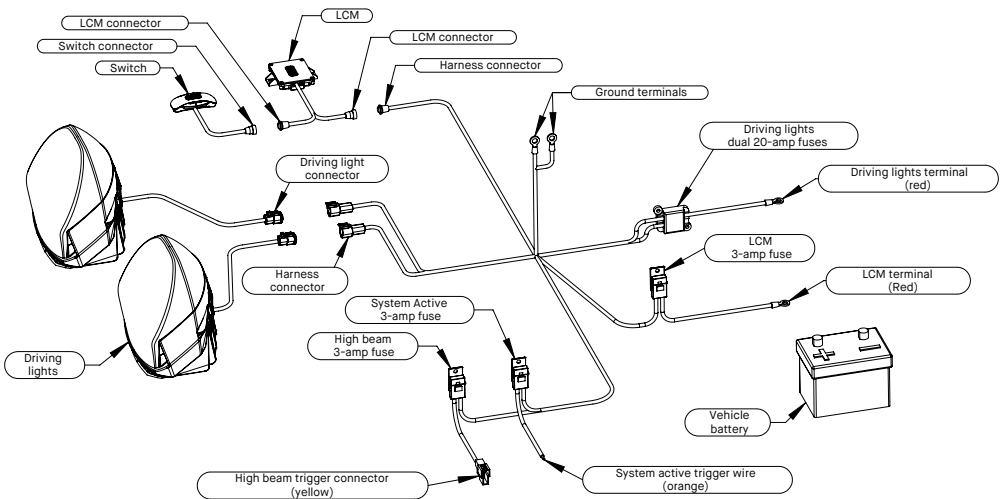 LCM connector
LCM
Switch connector
LCM connector
Switch
Harness connector
Ground terminals
Driving lights
dual 20-amp fuses
Driving light
connector
Driving lights terminal
(red)
LCM
3-amp fuse
Harness
connector
System Active
3-amp fuse
LCM terminal
(Red)
High beam
3-amp fuse
Driving
lights
Vehicle
battery
High beam trigger connector
(yellow)
System active trigger wire
(orange)